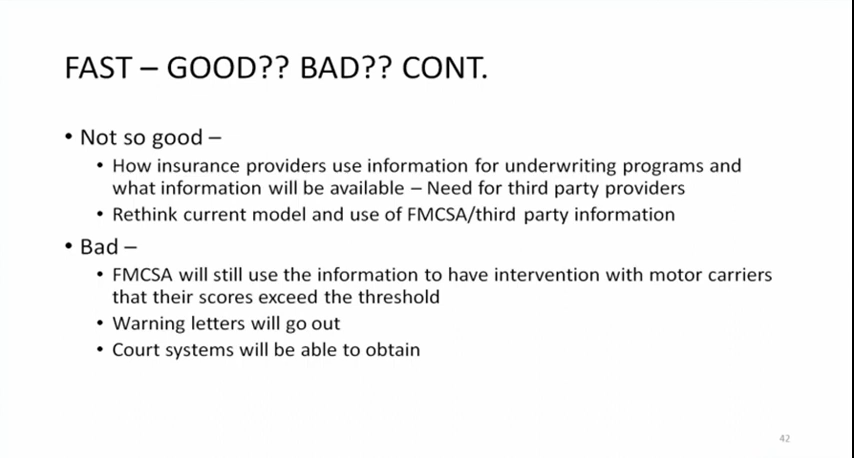 FAST – GOOD?? BAD?? CONT.
• Not so good –
• How insurance providers use information for underwriting programs and
what information will be available – Need for third party providers
• Rethink current model and use of FMCSA/third party information
• Bad –
• FMCSA will still use the information to have intervention with motor carriers
that their scores exceed the threshold
• Warning letters will go out
• Court systems will be able to obtain
42